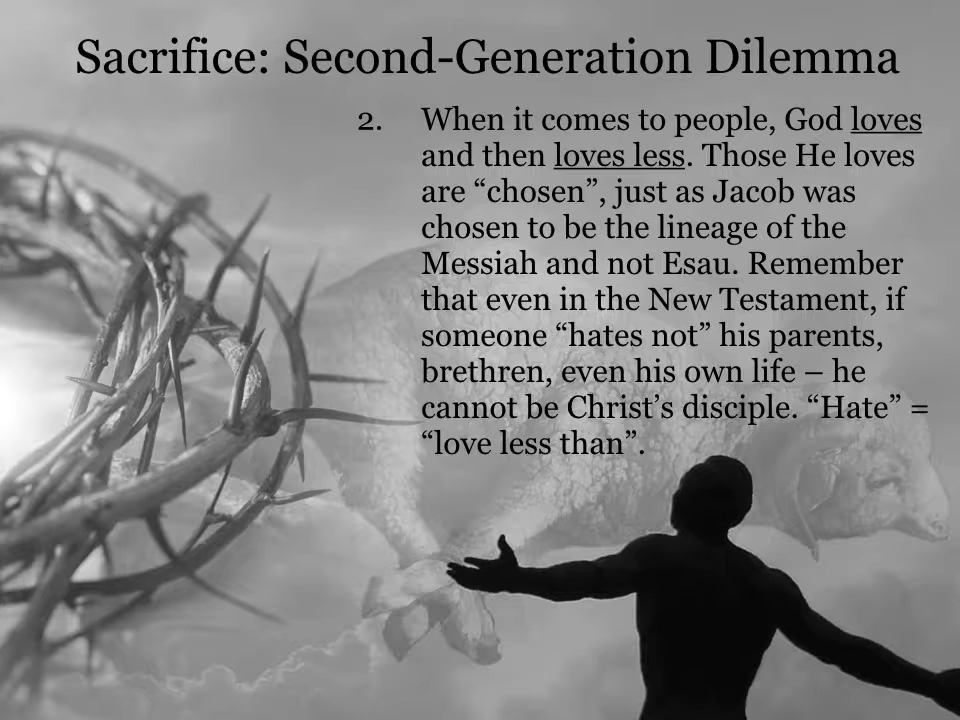 Sacrifice: Second-Generation Dilemma
2. When it comes to people, God loves
and then loves less. Those He loves
are “chosen”, just as Jacob was
chosen to be the lineage of the
Messiah and not Esau. Remember
that even in the New Testament, if
someone “hates not” his parents,
brethren, even his own life – he
cannot be Christ’s disciple. “Hate” =
“love less than”.